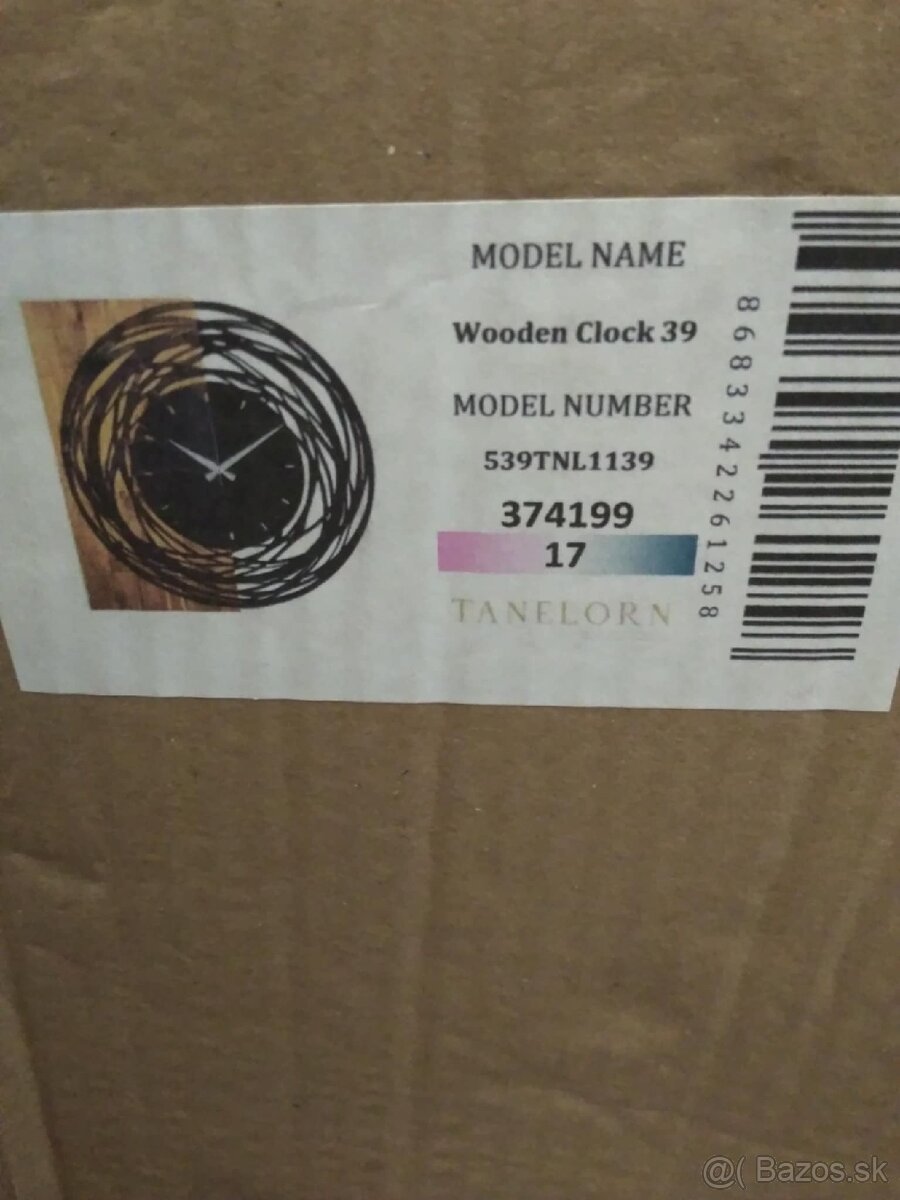 MODEL NAME
Wooden Clock 39
MODEL NUMBER
539TNL1139
374199
17
TANELORN
8683342261258
@( Bazos.sk